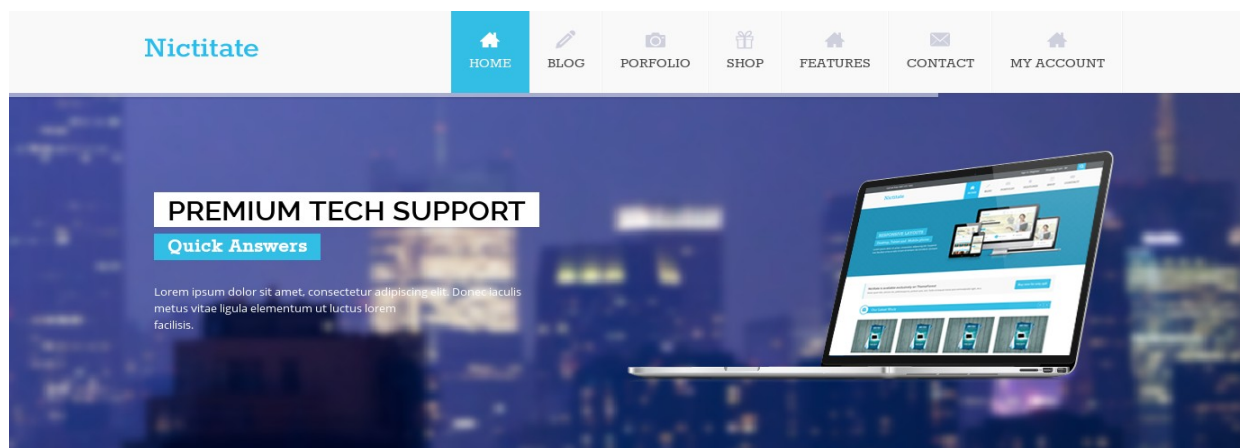 Nictitate
HOME
BLOG
PORFOLIO
SHOP
FEATURES
CONTACT
MY ACCOUNT
PREMIUM TECH SUPPORT
Quick Answers
Lorem ipsum dolor sit amet, consectetur adipiscing elit. Donec iaculis
metus vitae ligula elementum ut luctus lorem
facilisis.
Nictitate